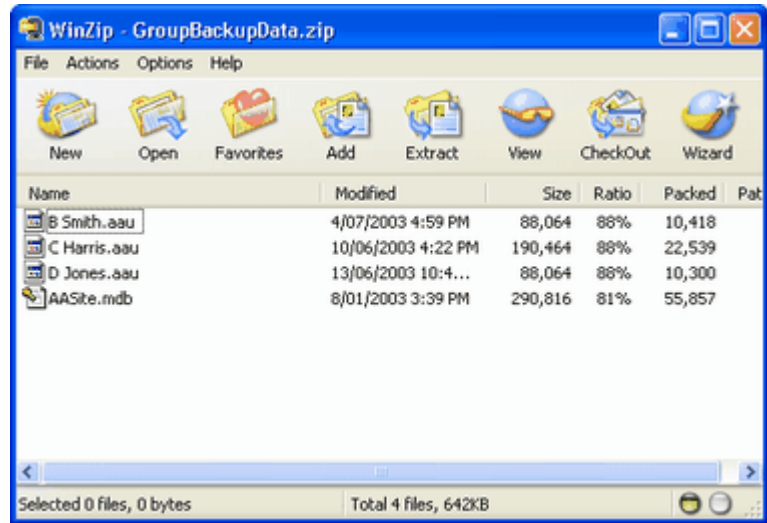 WinZip - GroupBackupData.zip
File Actions Options Help
New Open Favorites Add Extract View CheckOut Wizard
Name Modified Size Ratio Packed Pat
B Smith.aau 4/07/2003 4:59 PM 88,064 88% 10,418
C Harris.aau 10/06/2003 4:22 PM 190,464 88% 22,539
D Jones.aau 13/06/2003 10:4... 88,064 88% 10,300
AASite.mdb 8/01/2003 3:39 PM 290,816 81% 55,857
Selected 0 files, 0 bytes Total 4 files, 642KB